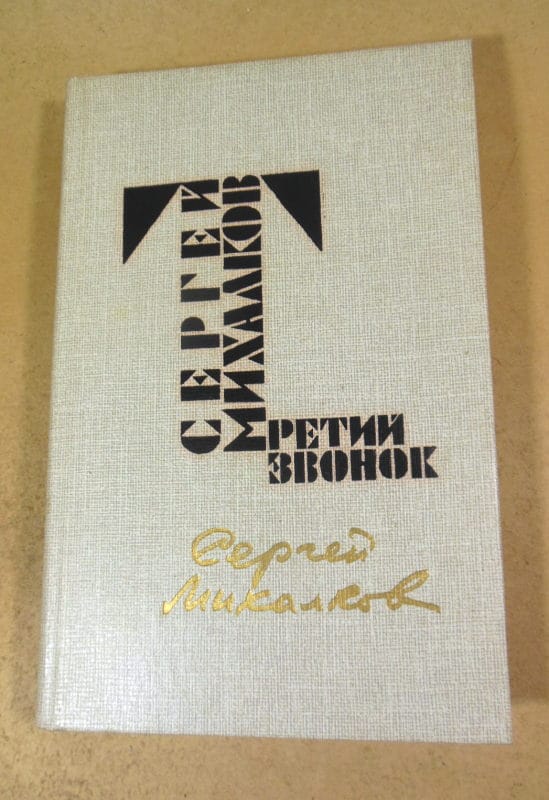 СЕРГЕЙ
МИХАЛКОВ
ТРЕТИЙ
ЗВОНОК
Сергей
Михалков